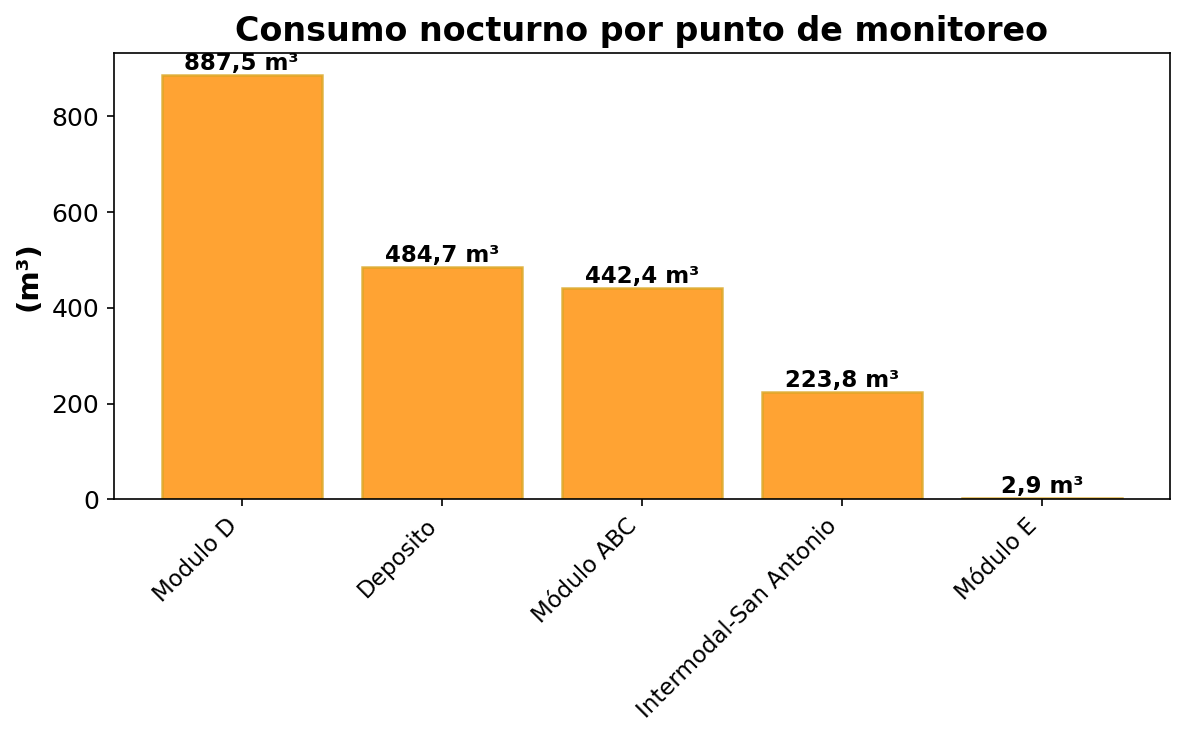 Consumo nocturno por punto de monitoreo
(m³)
800
600
400
200
0
887,5 m³
484,7 m³
442,4 m³
223,8 m³
2,9 m³
Modulo D
Deposito
Módulo ABC
Intermodal-San Antonio
Módulo E